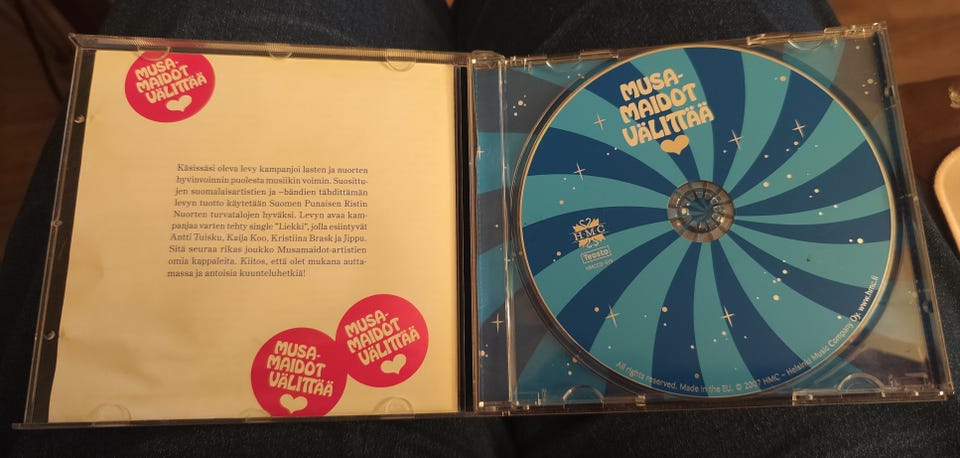 MUSA-
MAIDOT
VÄLITTÄÄ
Käsissäsi oleva levy kampanjoi lasten ja nuorten
hyvinvoinnin puolesta musiikin voimin. Suosittu-
jen suomalaisartistien ja –bändien tähdittämän
levyn tuotto käytetään Suomen Punaisen Ristin
Nuorten turvatalojen hyväksi. Levyn avaa kam-
panjaa varten tehty single "Liekki", jolla esiintyvät
Antti Tuisku, Kaija Koo, Kristiina Brask ja Jippu.
Sitä seuraa rikas joukko Musamaidot-artistien
omia kappaleita. Kiitos, että olet mukana autta-
massa ja antoisia kuunteluhetkiä!
MUSA-
MAIDOT
VÄLITTÄÄ
MUSA-
MAIDOT
VÄLITTÄÄ
MUSA-
MAIDOT
VÄLITTÄÄ
HMC
Teosto
All rights reserved. Made in the EU. © 2007 HMC – Helsinki Music Company Oy. www.hmc.fi